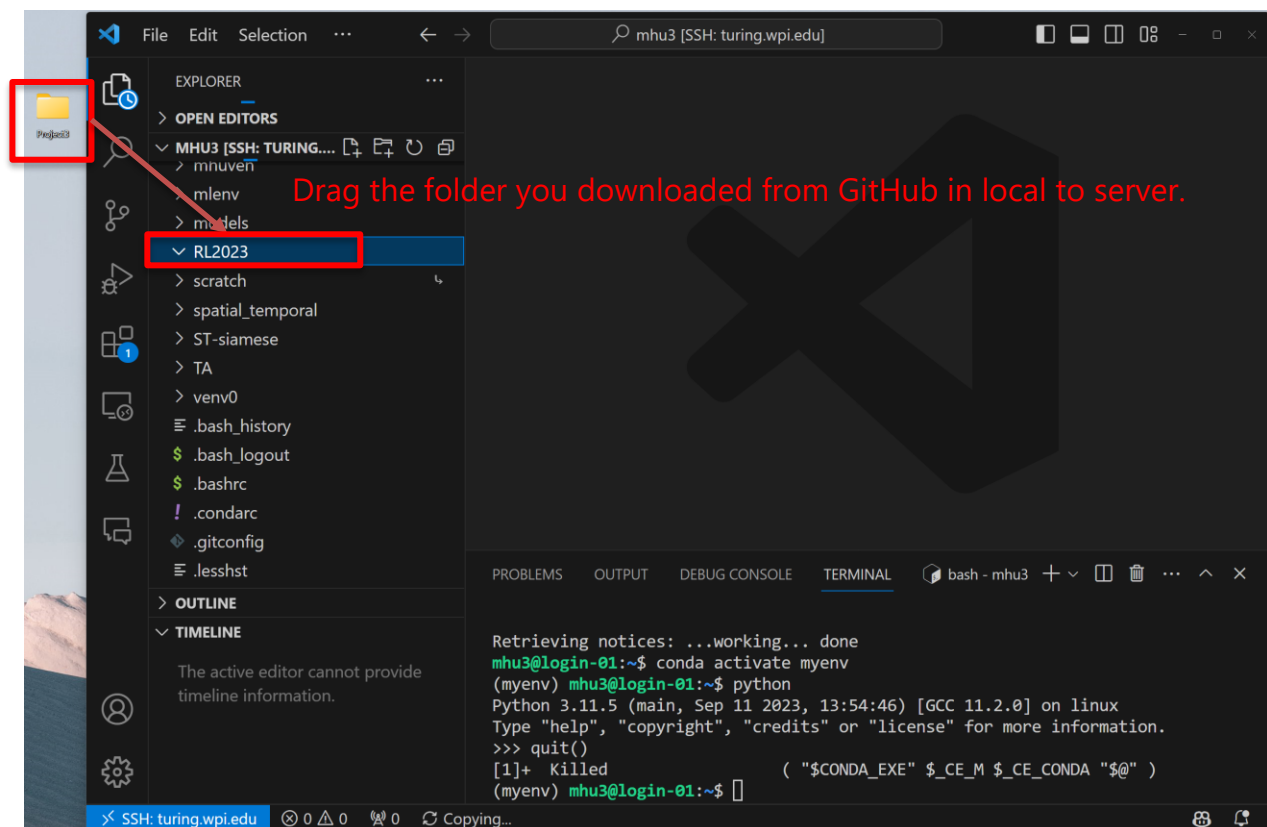 File Edit Selection ··· mhu3 [SSH: turing.wpi.edu]
Project3
EXPLORER ···
OPEN EDITORS
MHU3 [SSH: TURING....
mhuven
mlenv
Drag the folder you downloaded from GitHub in local to server.
models
RL2023
scratch
spatial_temporal
ST-siamese
TA
venv0
.bash_history
.bash_logout
.bashrc
.condarc
.gitconfig
.lesshst
OUTLINE
TIMELINE
The active editor cannot provide
timeline information.
1
PROBLEMS OUTPUT DEBUG CONSOLE TERMINAL bash - mhu3 ···
Retrieving notices: ...working... done
mhu3@login-01:~$ conda activate myenv
(myenv) mhu3@login-01:~$ python
Python 3.11.5 (main, Sep 11 2023, 13:54:46) [GCC 11.2.0] on linux
Type "help", "copyright", "credits" or "license" for more information.
>>> quit()
[1]+ Killed ( "$CONDA_EXE" $_CE_M $_CE_CONDA "$@" )
(myenv) mhu3@login-01:~$
SSH: turing.wpi.edu 0 0 0 Copying...